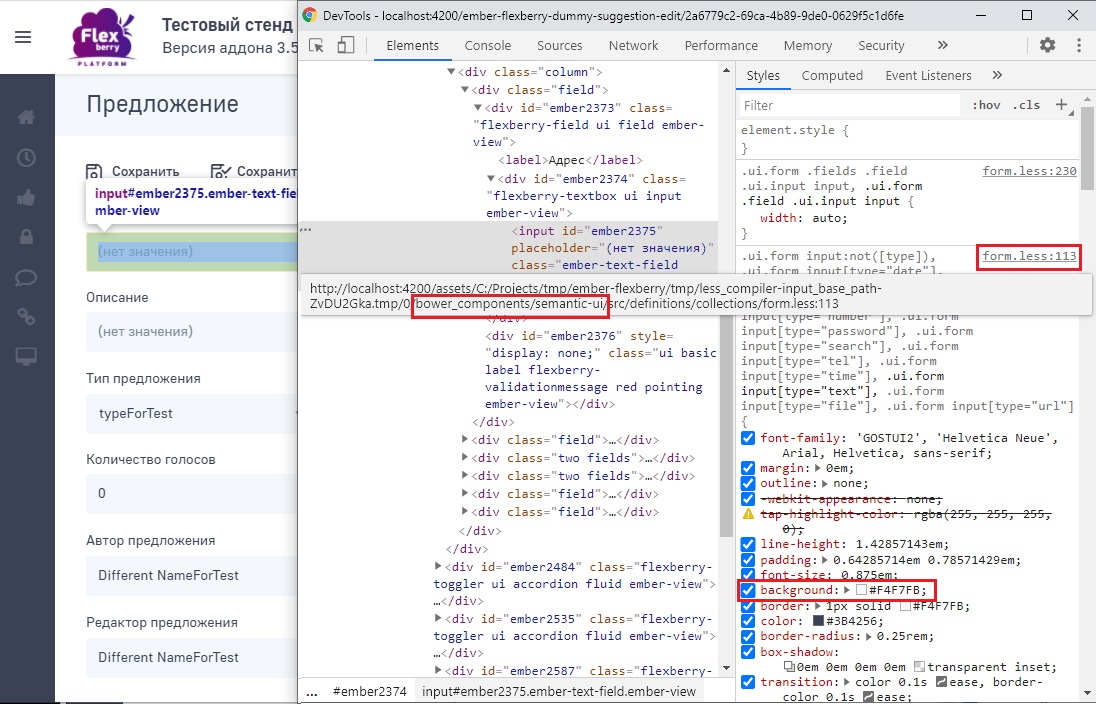 Flex
berry
PLATFORM
Тестовый стенд
Версия аддона 3.5
Предложение
Сохранить
Сохранит
input#ember2375.ember-text-fie
mber-view
(нет значения)
Описание
(нет значения)
Тип предложения
typeForTest
Количество голосов
0
Автор предложения
Different NameForTest
Редактор предложения
Different NameForTest
DevTools - localhost:4200/ember-flexberry-dummy-suggestion-edit/2a6779c2-69ca-4b89-9de0-0629f5c1d6fe
Elements Console Sources Network Performance Memory Security »
<div class="column">
<div class="field">
<div id="ember2373" class=
"flexberry-field ui field ember-
view">
<label>Адрес</label>
<div id="ember2374" class=
"flexberry-textbox ui input
ember-view">
<input id="ember2375"
placeholder="(нет значения)"
class="ember-text-field
http://localhost:4200/assets/C:/Projects/tmp/ember-flexberry/tmp/less_compiler-input_base_path-
ZvDU2Gka.tmp/0/bower_components/semantic-ui/src/definitions/collections/form.less:113
</div>
<div id="ember2376" style=
"display: none;" class="ui basic
label flexberry-
validationmessage red pointing
ember-view"></div>
</div>
<div class="field">…</div>
<div class="two fields">…</div>
<div class="two fields">…</div>
<div class="field">…</div>
<div class="field">…</div>
</div>
</div>
<div id="ember2484" class="flexberry-
toggler ui accordion fluid ember-view">
…</div>
<div id="ember2535" class="flexberry-
toggler ui accordion fluid ember-view">
…</div>
<div id="ember2587" class="flexberry-
... #ember2374 input#ember2375.ember-text-field.ember-view
Styles Computed Event Listeners »
Filter :hov .cls +
element.style {
}
.ui.form .fields .field form.less:230
.ui.input input, .ui.form
.field .ui.input input {
width: auto;
}
.ui.form input:not([type]), form.less:113
.ui.form input[type="date"],
input[type="number"], .ui.form
input[type="password"], .ui.form
input[type="search"], .ui.form
input[type="tel"], .ui.form
input[type="time"], .ui.form
input[type="text"], .ui.form
input[type="file"], .ui.form input[type="url"]
{
font-family: 'GOSTUI2', 'Helvetica Neue',
Arial, Helvetica, sans-serif;
margin: 0em;
outline: none;
-webkit-appearance: none;
tap-highlight-color: rgba(255, 255, 255,
0);
line-height: 1.42857143em;
padding: 0.64285714em 0.78571429em;
font-size: 0.875em;
background: #F4F7FB;
border: 1px solid #F4F7FB;
color: #3B4256;
border-radius: 0.25rem;
box-shadow:
0em 0em 0em 0em transparent inset;
transition: color 0.1s ease, border-
color 0.1s ease;